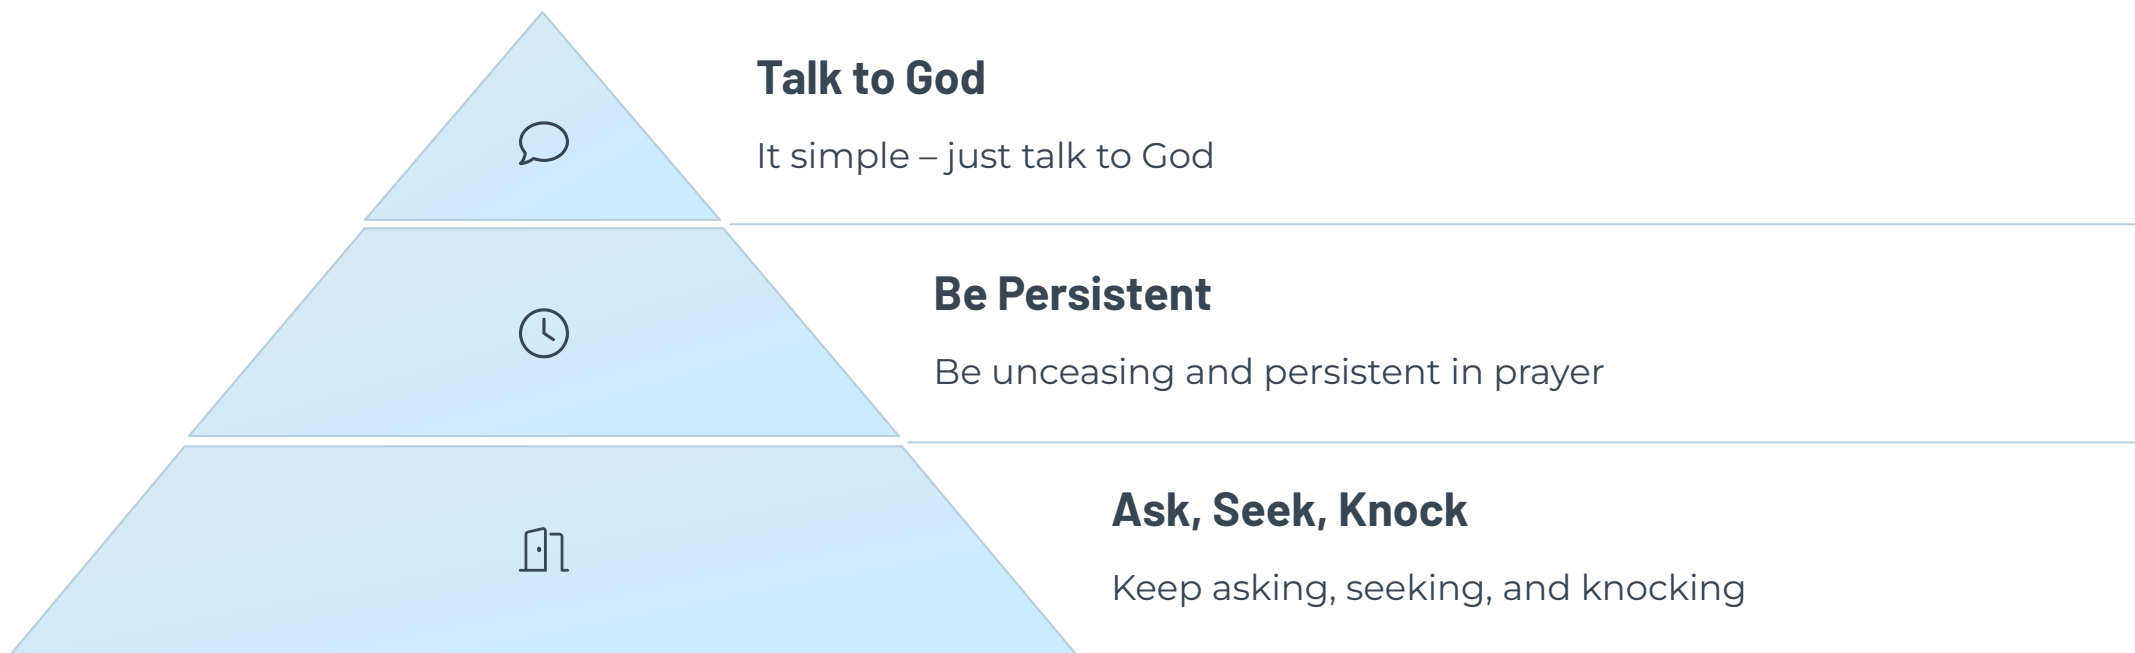 Talk to God
It simple – just talk to God
Be Persistent
Be unceasing and persistent in prayer
Ask, Seek, Knock
Keep asking, seeking, and knocking